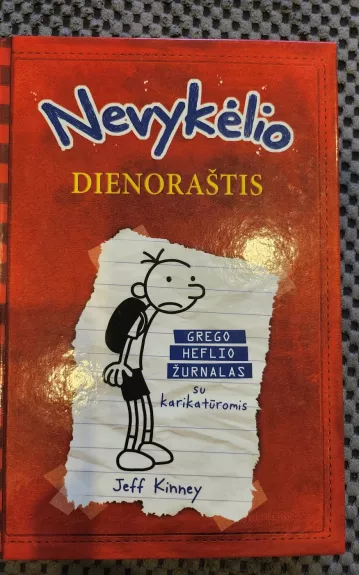 Nevykėlio
DIENORAŠTIS
GREGO
HEFLIO
ŽURNALAS
su
karikatūromis
Jeff Kinney